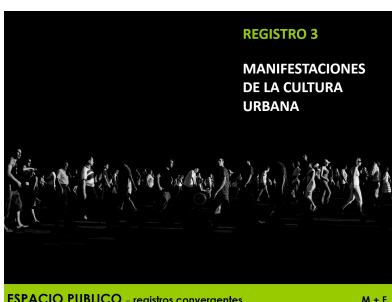 REGISTRO 3
MANIFESTACIONES
DE LA CULTURA
URBANA
ESPACIO PUBLICO – registros convergentes M + F